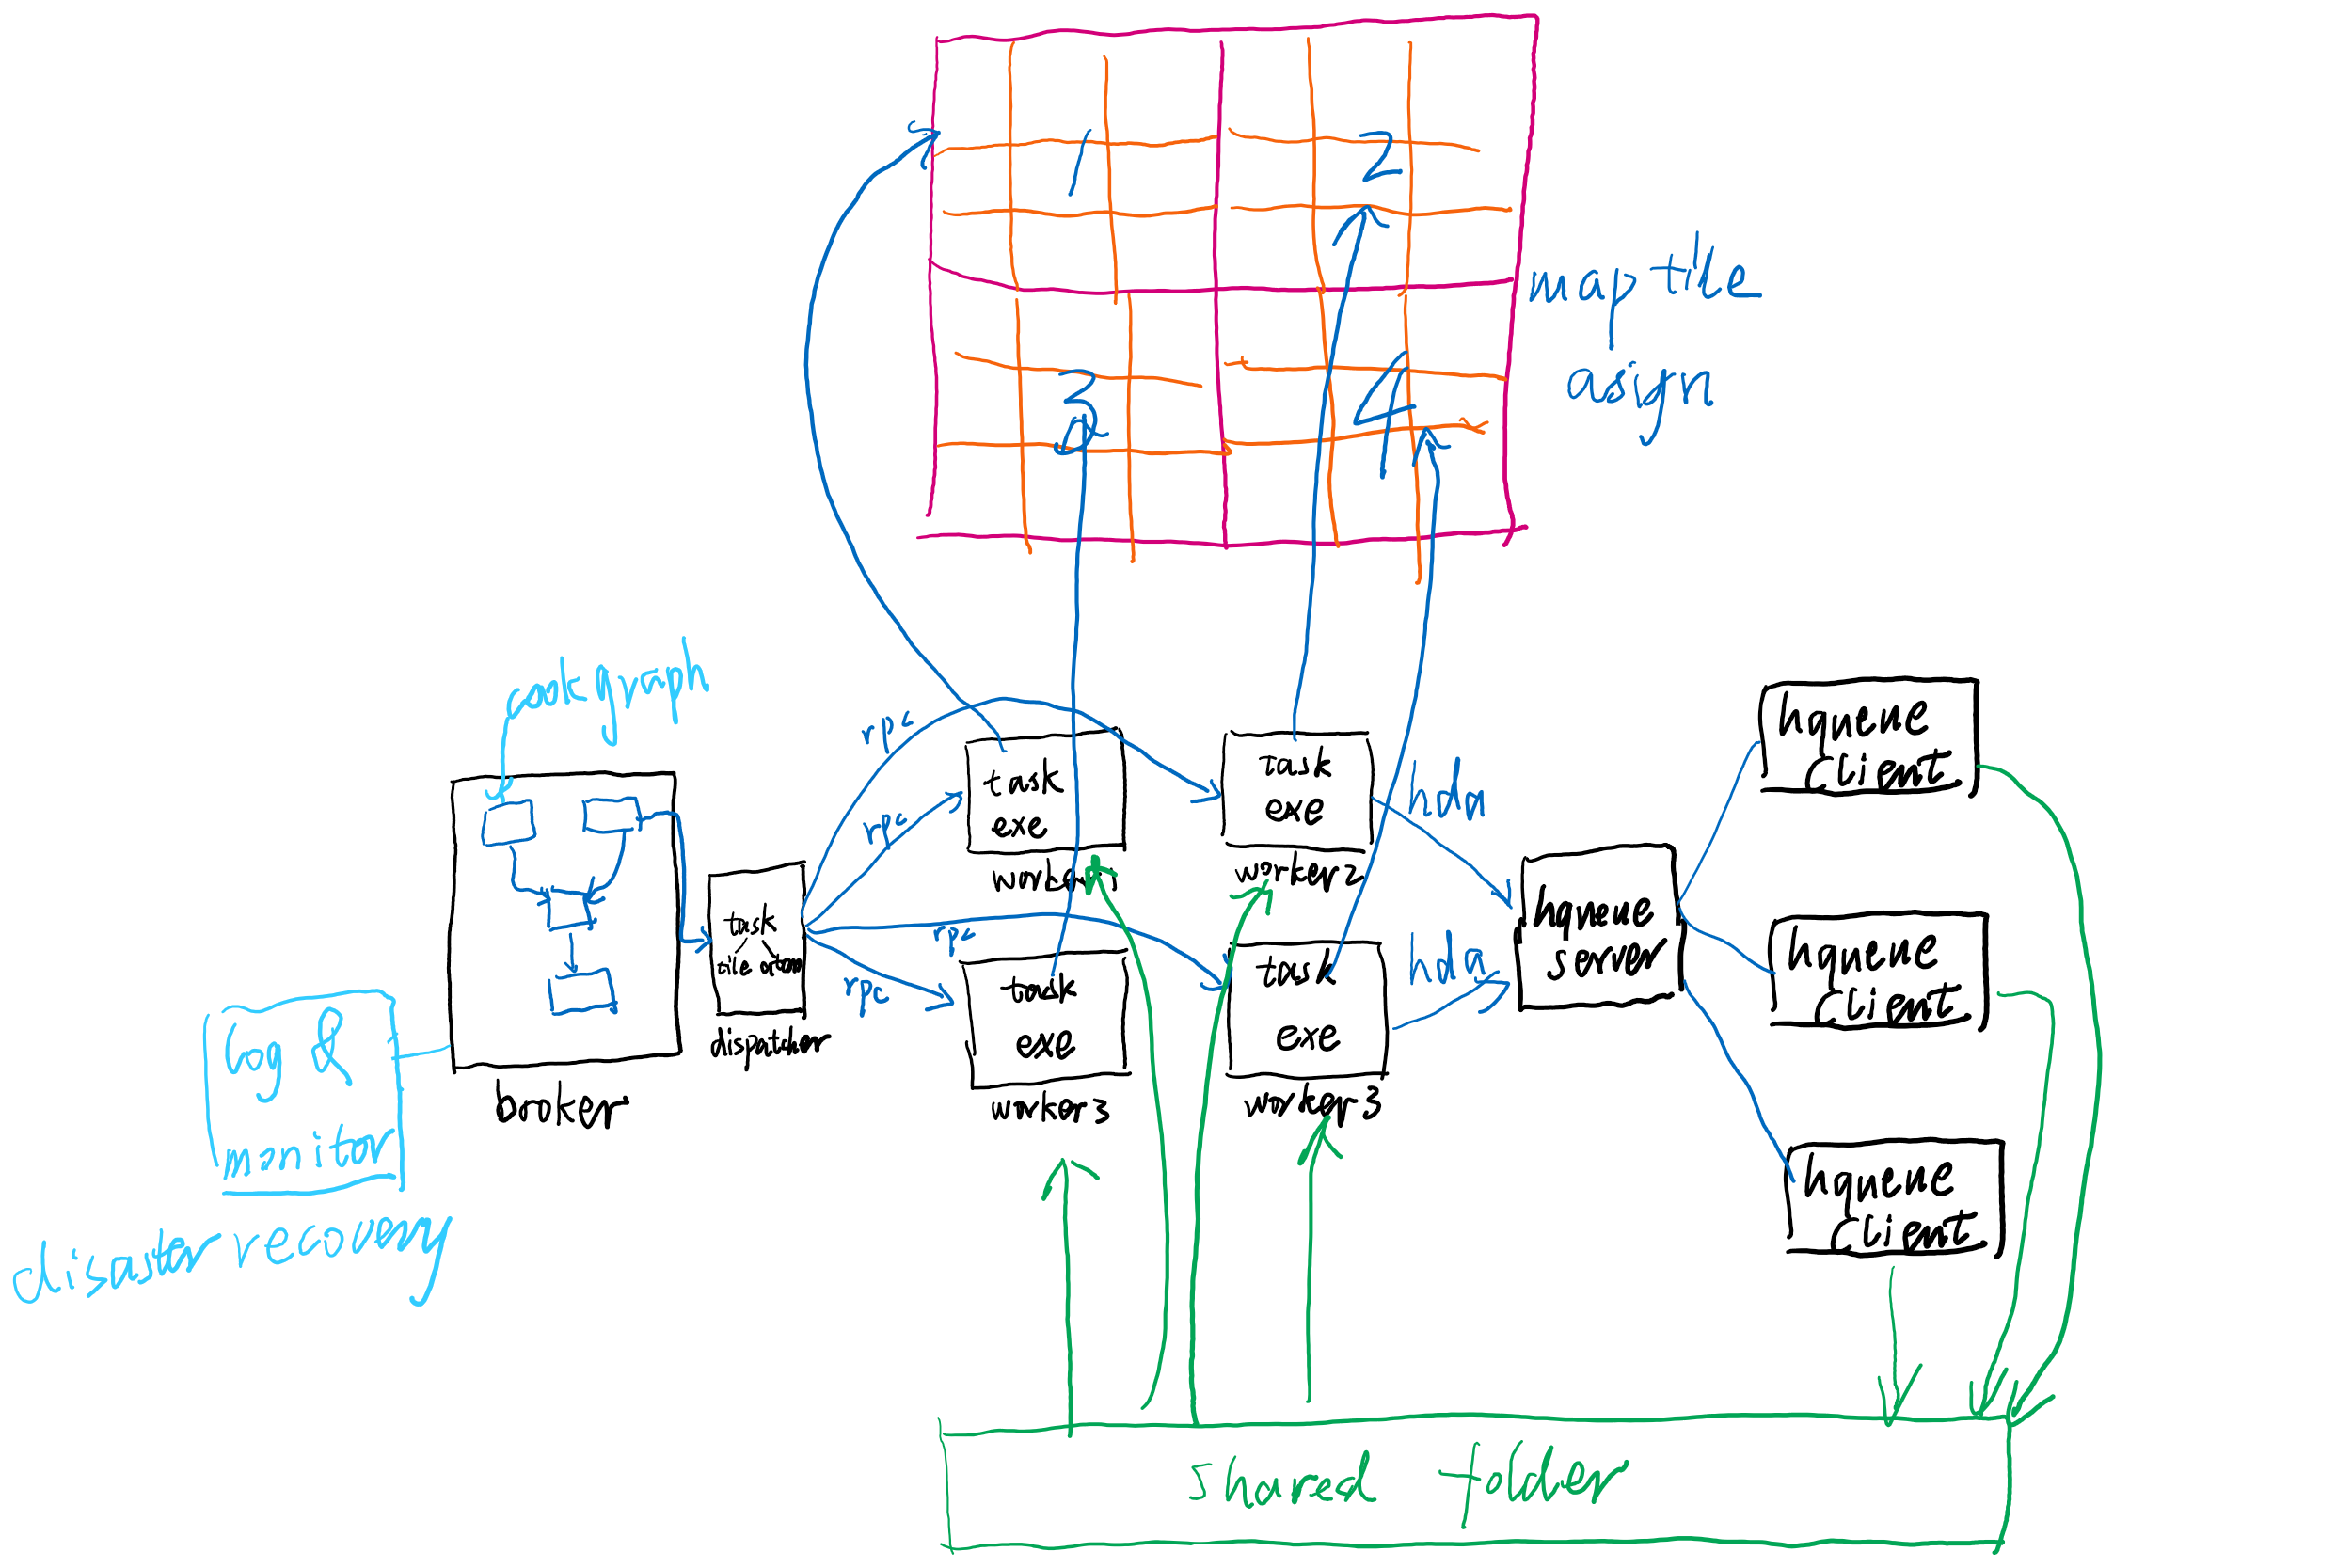 1
2
map tile
asign
3
4
cook graph
rpc
rpc
task
exe
worker1
task
exe
worker2
hda
hqueue
client
task
dispatcher
rpc
rpc
task
exe
worker3
task
exe
worker3
hda
hqueue
server
hqueue
client
log &
monitor
disaster recovery
broker
hqueue
client
shared folder